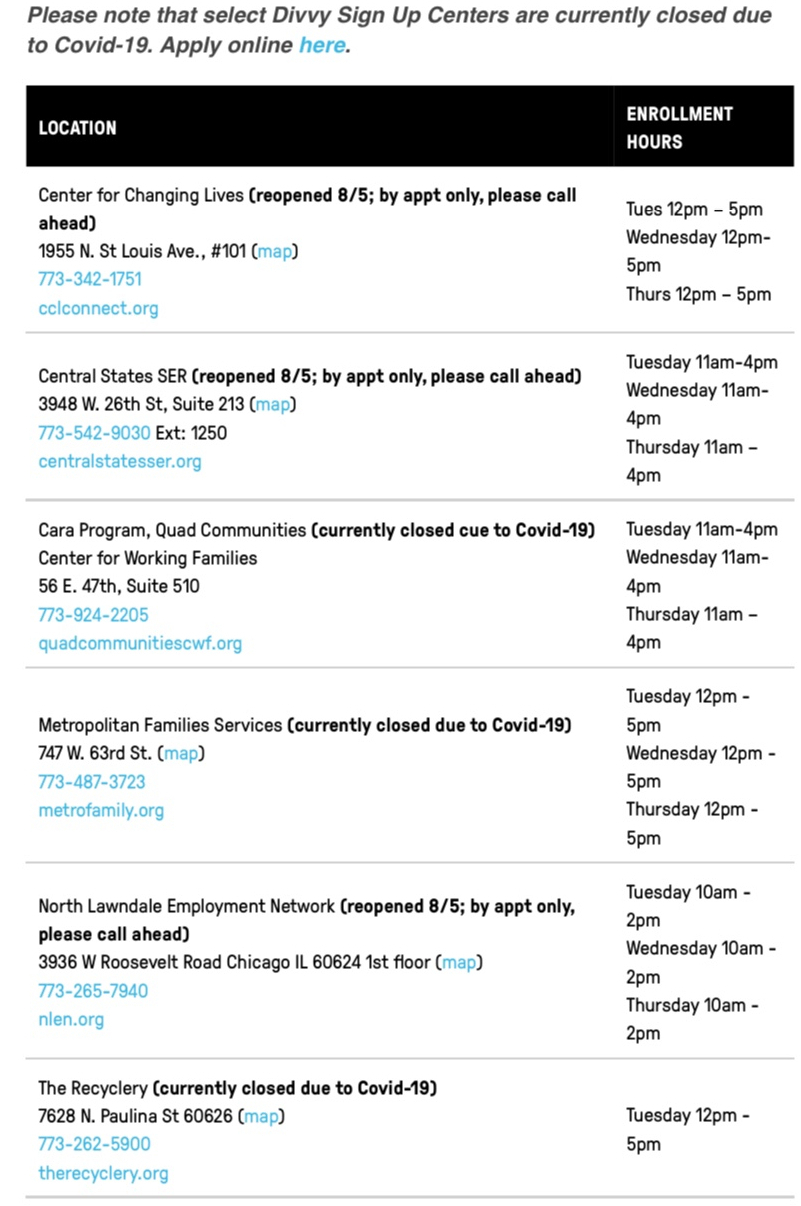 Please note that select Divvy Sign Up Centers are currently closed due
to Covid-19. Apply online here.
LOCATION
ENROLLMENT
HOURS
Center for Changing Lives (reopened 8/5; by appt only, please call
ahead)
1955 N. St Louis Ave., #101 (map)
773-342-1751
cclconnect.org
Tues 12pm – 5pm
Wednesday 12pm-
5pm
Thurs 12pm – 5pm
Central States SER (reopened 8/5; by appt only, please call ahead)
3948 W. 26th St, Suite 213 (map)
773-542-9030 Ext: 1250
centralstatesser.org
Tuesday 11am-4pm
Wednesday 11am-
4pm
Thursday 11am –
4pm
Cara Program, Quad Communities (currently closed cue to Covid-19)
Center for Working Families
56 E. 47th, Suite 510
773-924-2205
quadcommunitiescwf.org
Tuesday 11am-4pm
Wednesday 11am-
4pm
Thursday 11am –
4pm
Metropolitan Families Services (currently closed due to Covid-19)
747 W. 63rd St. (map)
773-487-3723
metrofamily.org
Tuesday 12pm -
5pm
Wednesday 12pm -
5pm
Thursday 12pm -
5pm
North Lawndale Employment Network (reopened 8/5; by appt only,
please call ahead)
3936 W Roosevelt Road Chicago IL 60624 1st floor (map)
773-265-7940
nlen.org
Tuesday 10am -
2pm
Wednesday 10am -
2pm
Thursday 10am -
2pm
The Recyclery (currently closed due to Covid-19)
7628 N. Paulina St 60626 (map)
773-262-5900
therecyclery.org
Tuesday 12pm -
5pm